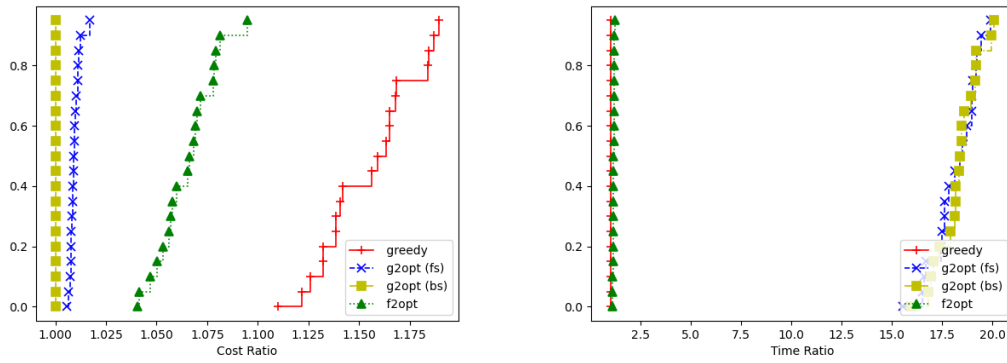 0.8
0.6
0.4
0.2
0.0
1.000 1.025 1.050 1.075 1.100 1.125 1.150 1.175
Cost Ratio
greedy
g2opt (fs)
g2opt (bs)
f2opt
0.8
0.6
0.4
0.2
0.0
2.5 5.0 7.5 10.0 12.5 15.0 17.5 20.0
Time Ratio
greedy
g2opt (fs)
g2opt (bs)
f2opt